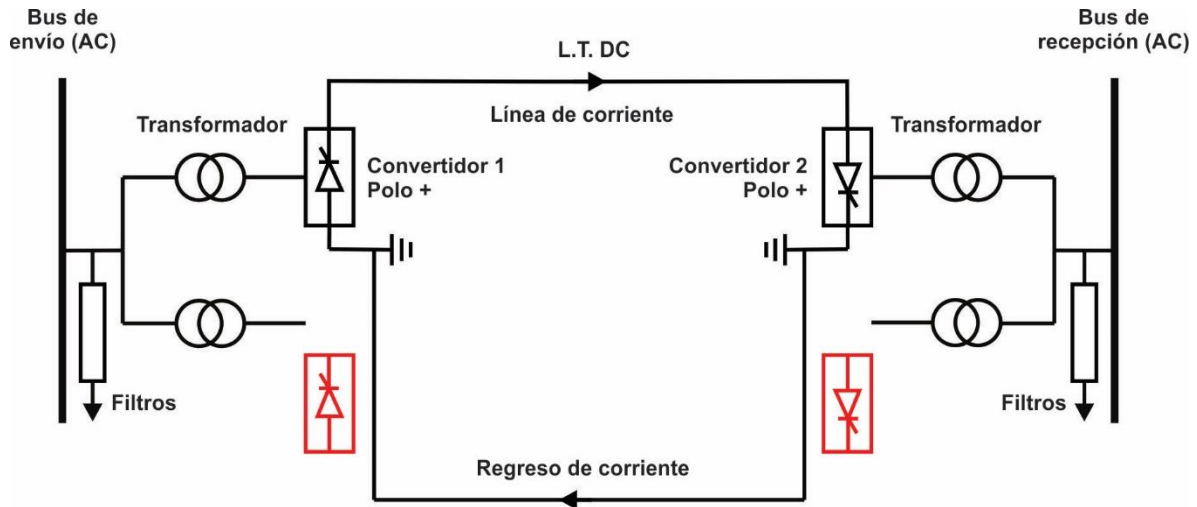 Bus de
envío (AC)
Bus de
recepción (AC)
L.T. DC
Línea de corriente
Transformador
Transformador
Convertidor 1
Polo +
Convertidor 2
Polo +
Filtros
Filtros
Regreso de corriente